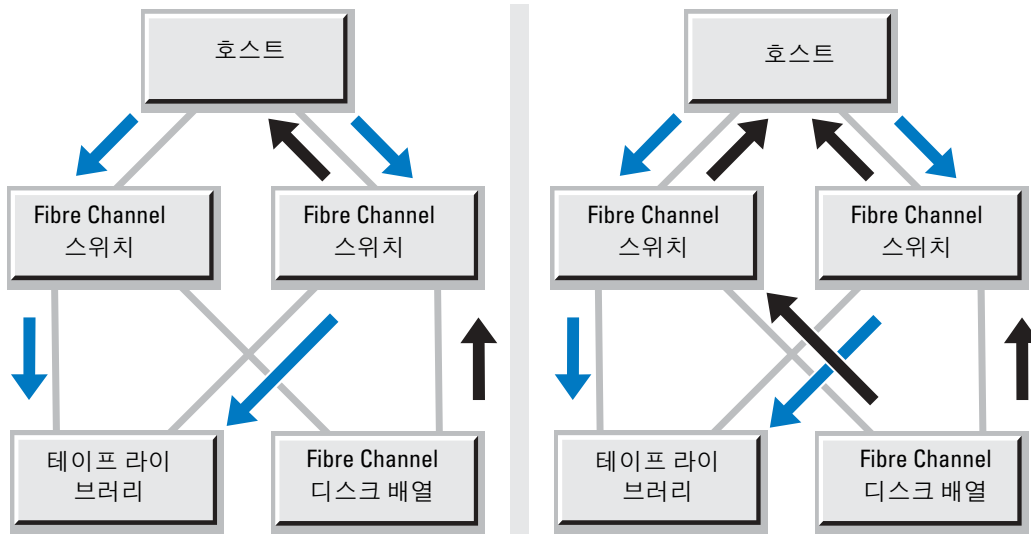 호스트
Fibre Channel
스위치
Fibre Channel
스위치
테이프 라이
브러리
Fibre Channel
디스크 배열
호스트
Fibre Channel
스위치
Fibre Channel
스위치
테이프 라이
브러리
Fibre Channel
디스크 배열